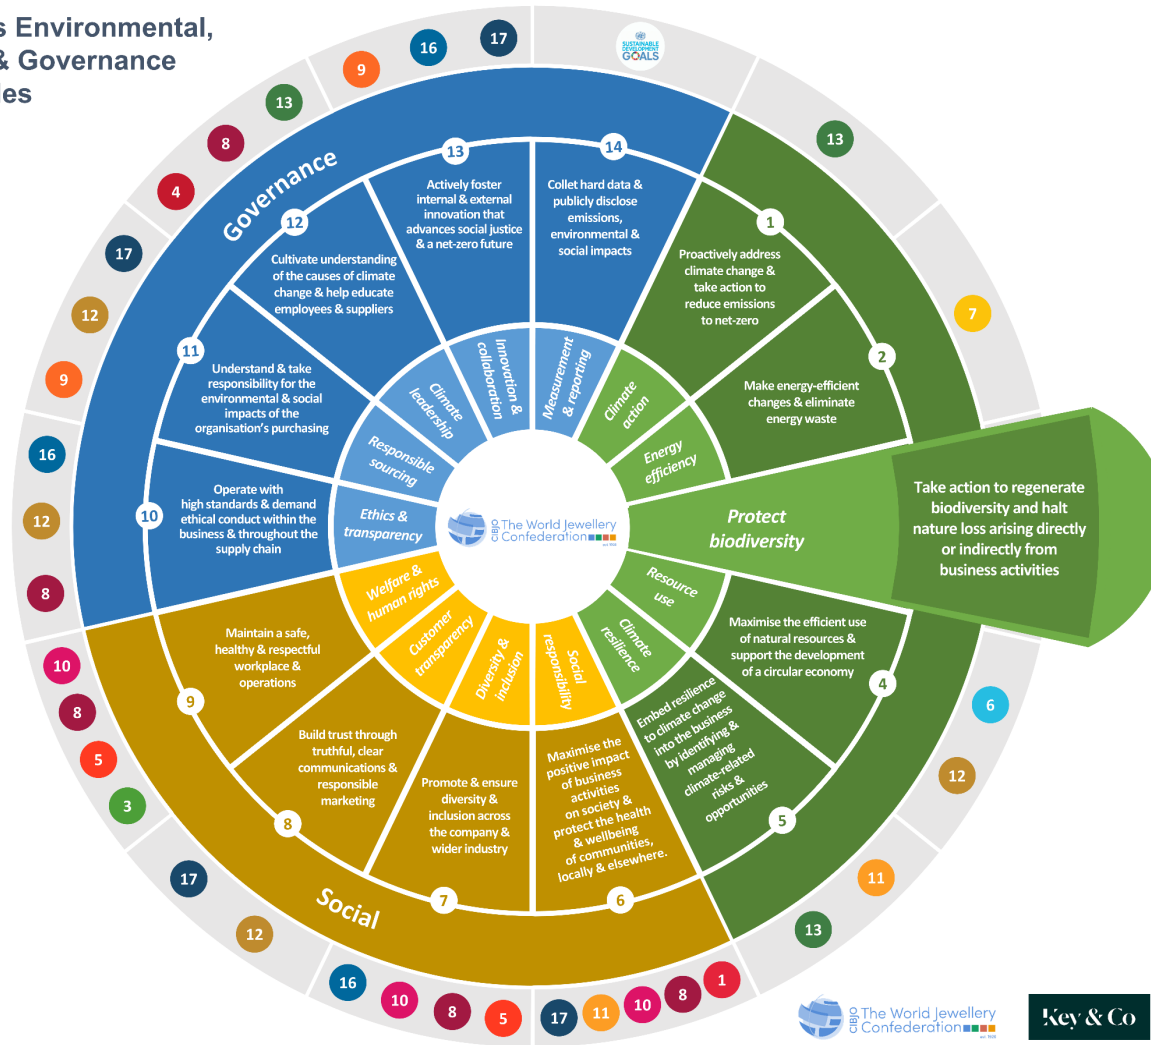 s Environmental,
& Governance
les
SUSTAINABLE
DEVELOPMENT
GOALS
17
16
9
13
8
4
17
12
9
16
12
8
10
8
5
3
17
12
16
10
8
5
17
11
10
8
1
13
11
12
6
7
13
Governance
Social
1
Proactively address
climate change &
take action to
reduce emissions
to net-zero
Climate
action
2
Make energy-efficient
changes & eliminate
energy waste
Energy
efficiency
Protect
biodiversity
Take action to regenerate
biodiversity and halt
nature loss arising directly
or indirectly from
business activities
4
Maximise the efficient use
of natural resources &
support the development
of a circular economy
Resource
use
5
Embed resilience
to climate change
into the business
by identifying &
managing
climate-related
risks &
opportunities
Climate
resilience
6
Maximise the
positive impact
of business
activities
on society &
protect the health
& wellbeing
of communities,
locally & elsewhere.
Social
responsibility
7
Promote & ensure
diversity &
inclusion across
the company &
wider industry
Diversity &
inclusion
8
Build trust through
truthful, clear
communications &
responsible
marketing
Customer
transparency
9
Maintain a safe,
healthy & respectful
workplace &
operations
Welfare &
human rights
10
Operate with
high standards & demand
ethical conduct within the
business & throughout the
supply chain
Ethics &
transparency
11
Understand & take
responsibility for the
environmental & social
impacts of the
organisation's purchasing
Responsible
sourcing
12
Cultivate understanding
of the causes of climate
change & help educate
employees & suppliers
Climate
leadership
13
Actively foster
internal & external
innovation that
advances social justice
& a net-zero future
Innovation &
collaboration
14
Collet hard data &
publicly disclose
emissions,
environmental &
social impacts
Measurement
& reporting
CIBJO
The World Jewellery
Confederation
CIBJO
The World Jewellery
Confederation
Key & Co